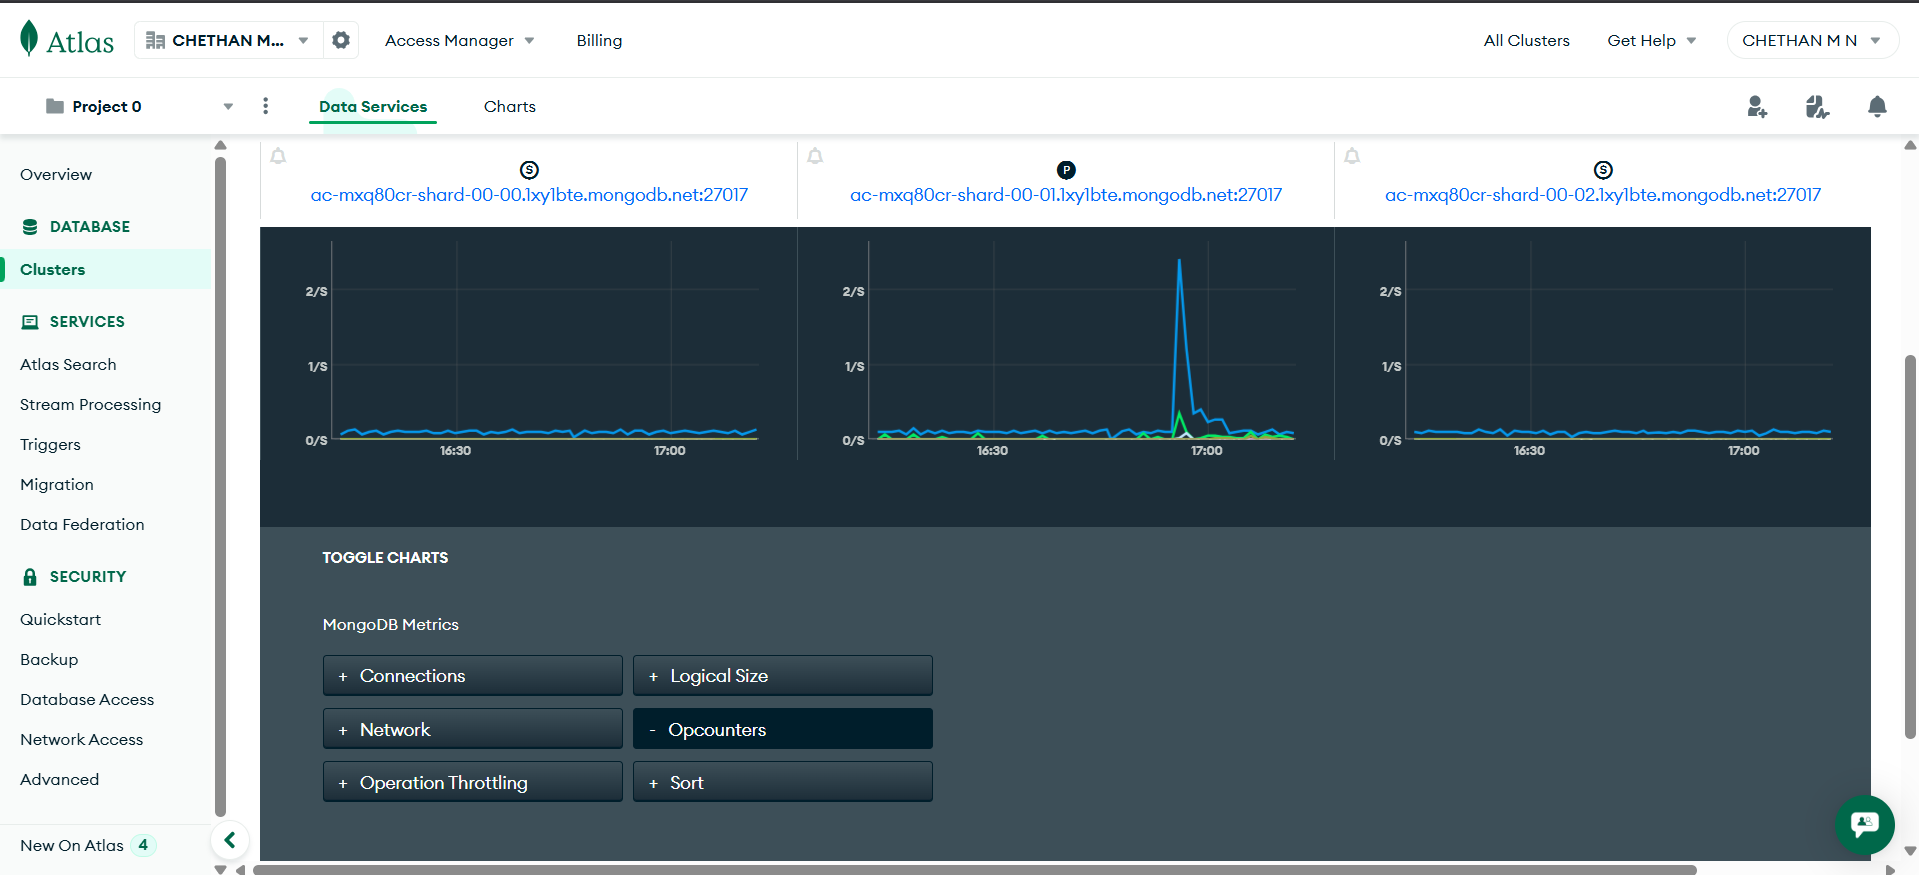 Atlas
CHETHAN M...
Access Manager
Billing
All Clusters
Get Help
CHETHAN M N
Project 0
Data Services
Charts
Overview
DATABASE
Clusters
SERVICES
Atlas Search
Stream Processing
Triggers
Migration
Data Federation
SECURITY
Quickstart
Backup
Database Access
Network Access
Advanced
New On Atlas 4
S
ac-mxq80cr-shard-00-00.1xy1bte.mongodb.net:27017
2/S
1/S
0/S
16:30 17:00
P
ac-mxq80cr-shard-00-01.1xy1bte.mongodb.net:27017
2/S
1/S
0/S
16:30 17:00
S
ac-mxq80cr-shard-00-02.1xy1bte.mongodb.net:27017
2/S
1/S
0/S
16:30 17:00
TOGGLE CHARTS
MongoDB Metrics
+ Connections
+ Logical Size
+ Network
- Opcounters
+ Operation Throttling
+ Sort